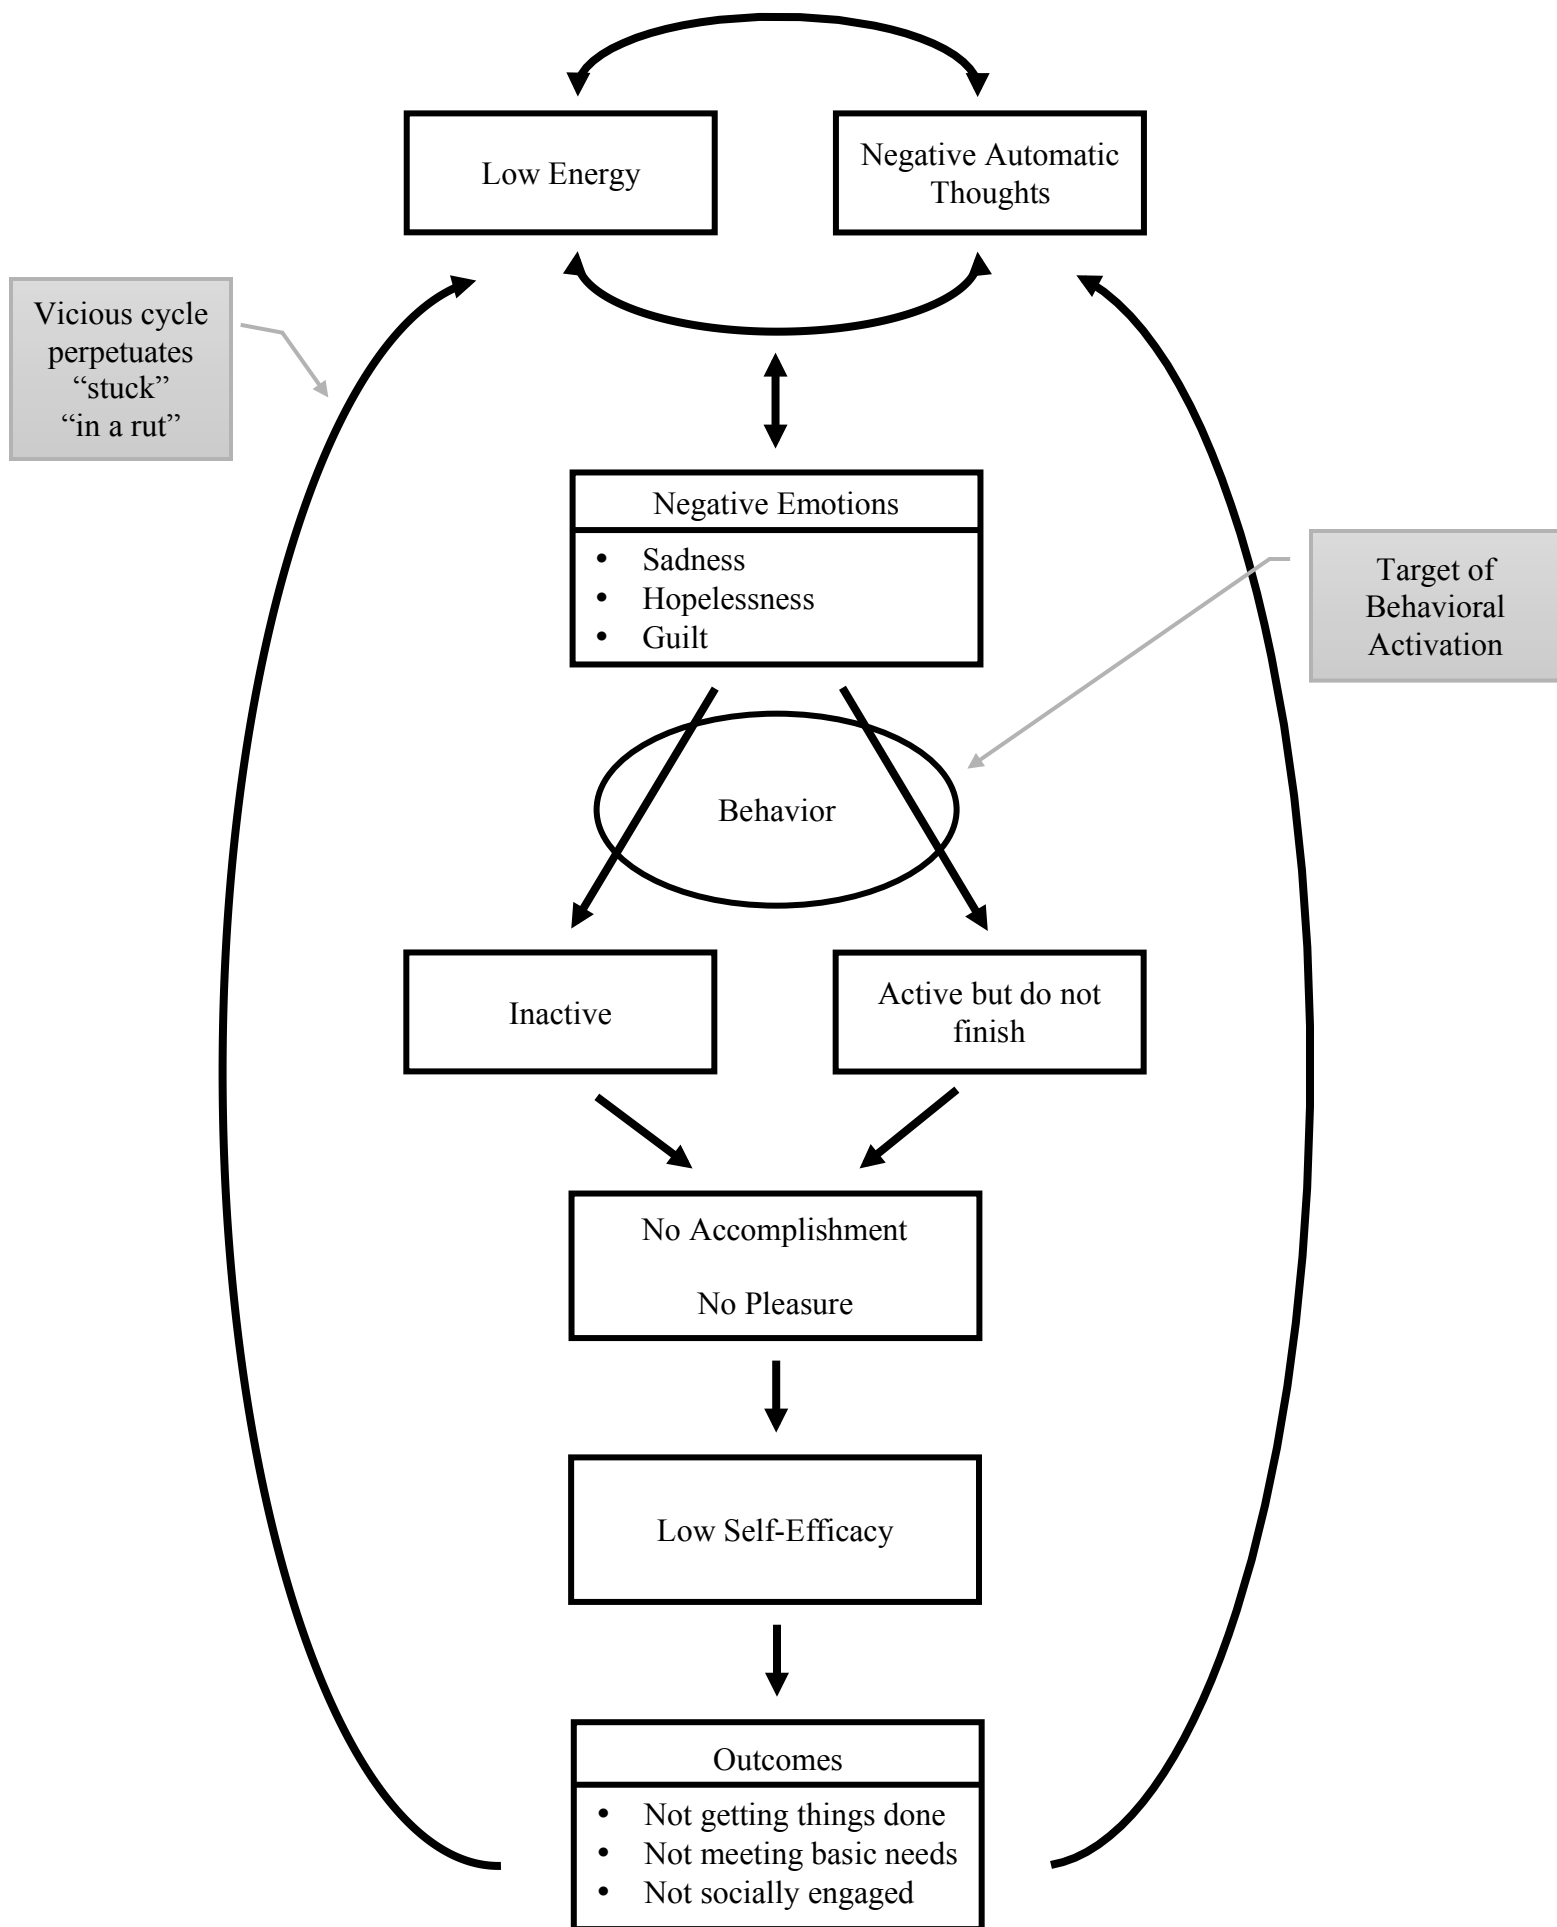 Low Energy
Negative Automatic
Thoughts
Vicious cycle
perpetuates
“stuck”
“in a rut”
Negative Emotions
• Sadness
• Hopelessness
• Guilt
Target of
Behavioral
Activation
Behavior
Inactive
Active but do not
finish
No Accomplishment
No Pleasure
Low Self-Efficacy
Outcomes
• Not getting things done
• Not meeting basic needs
• Not socially engaged